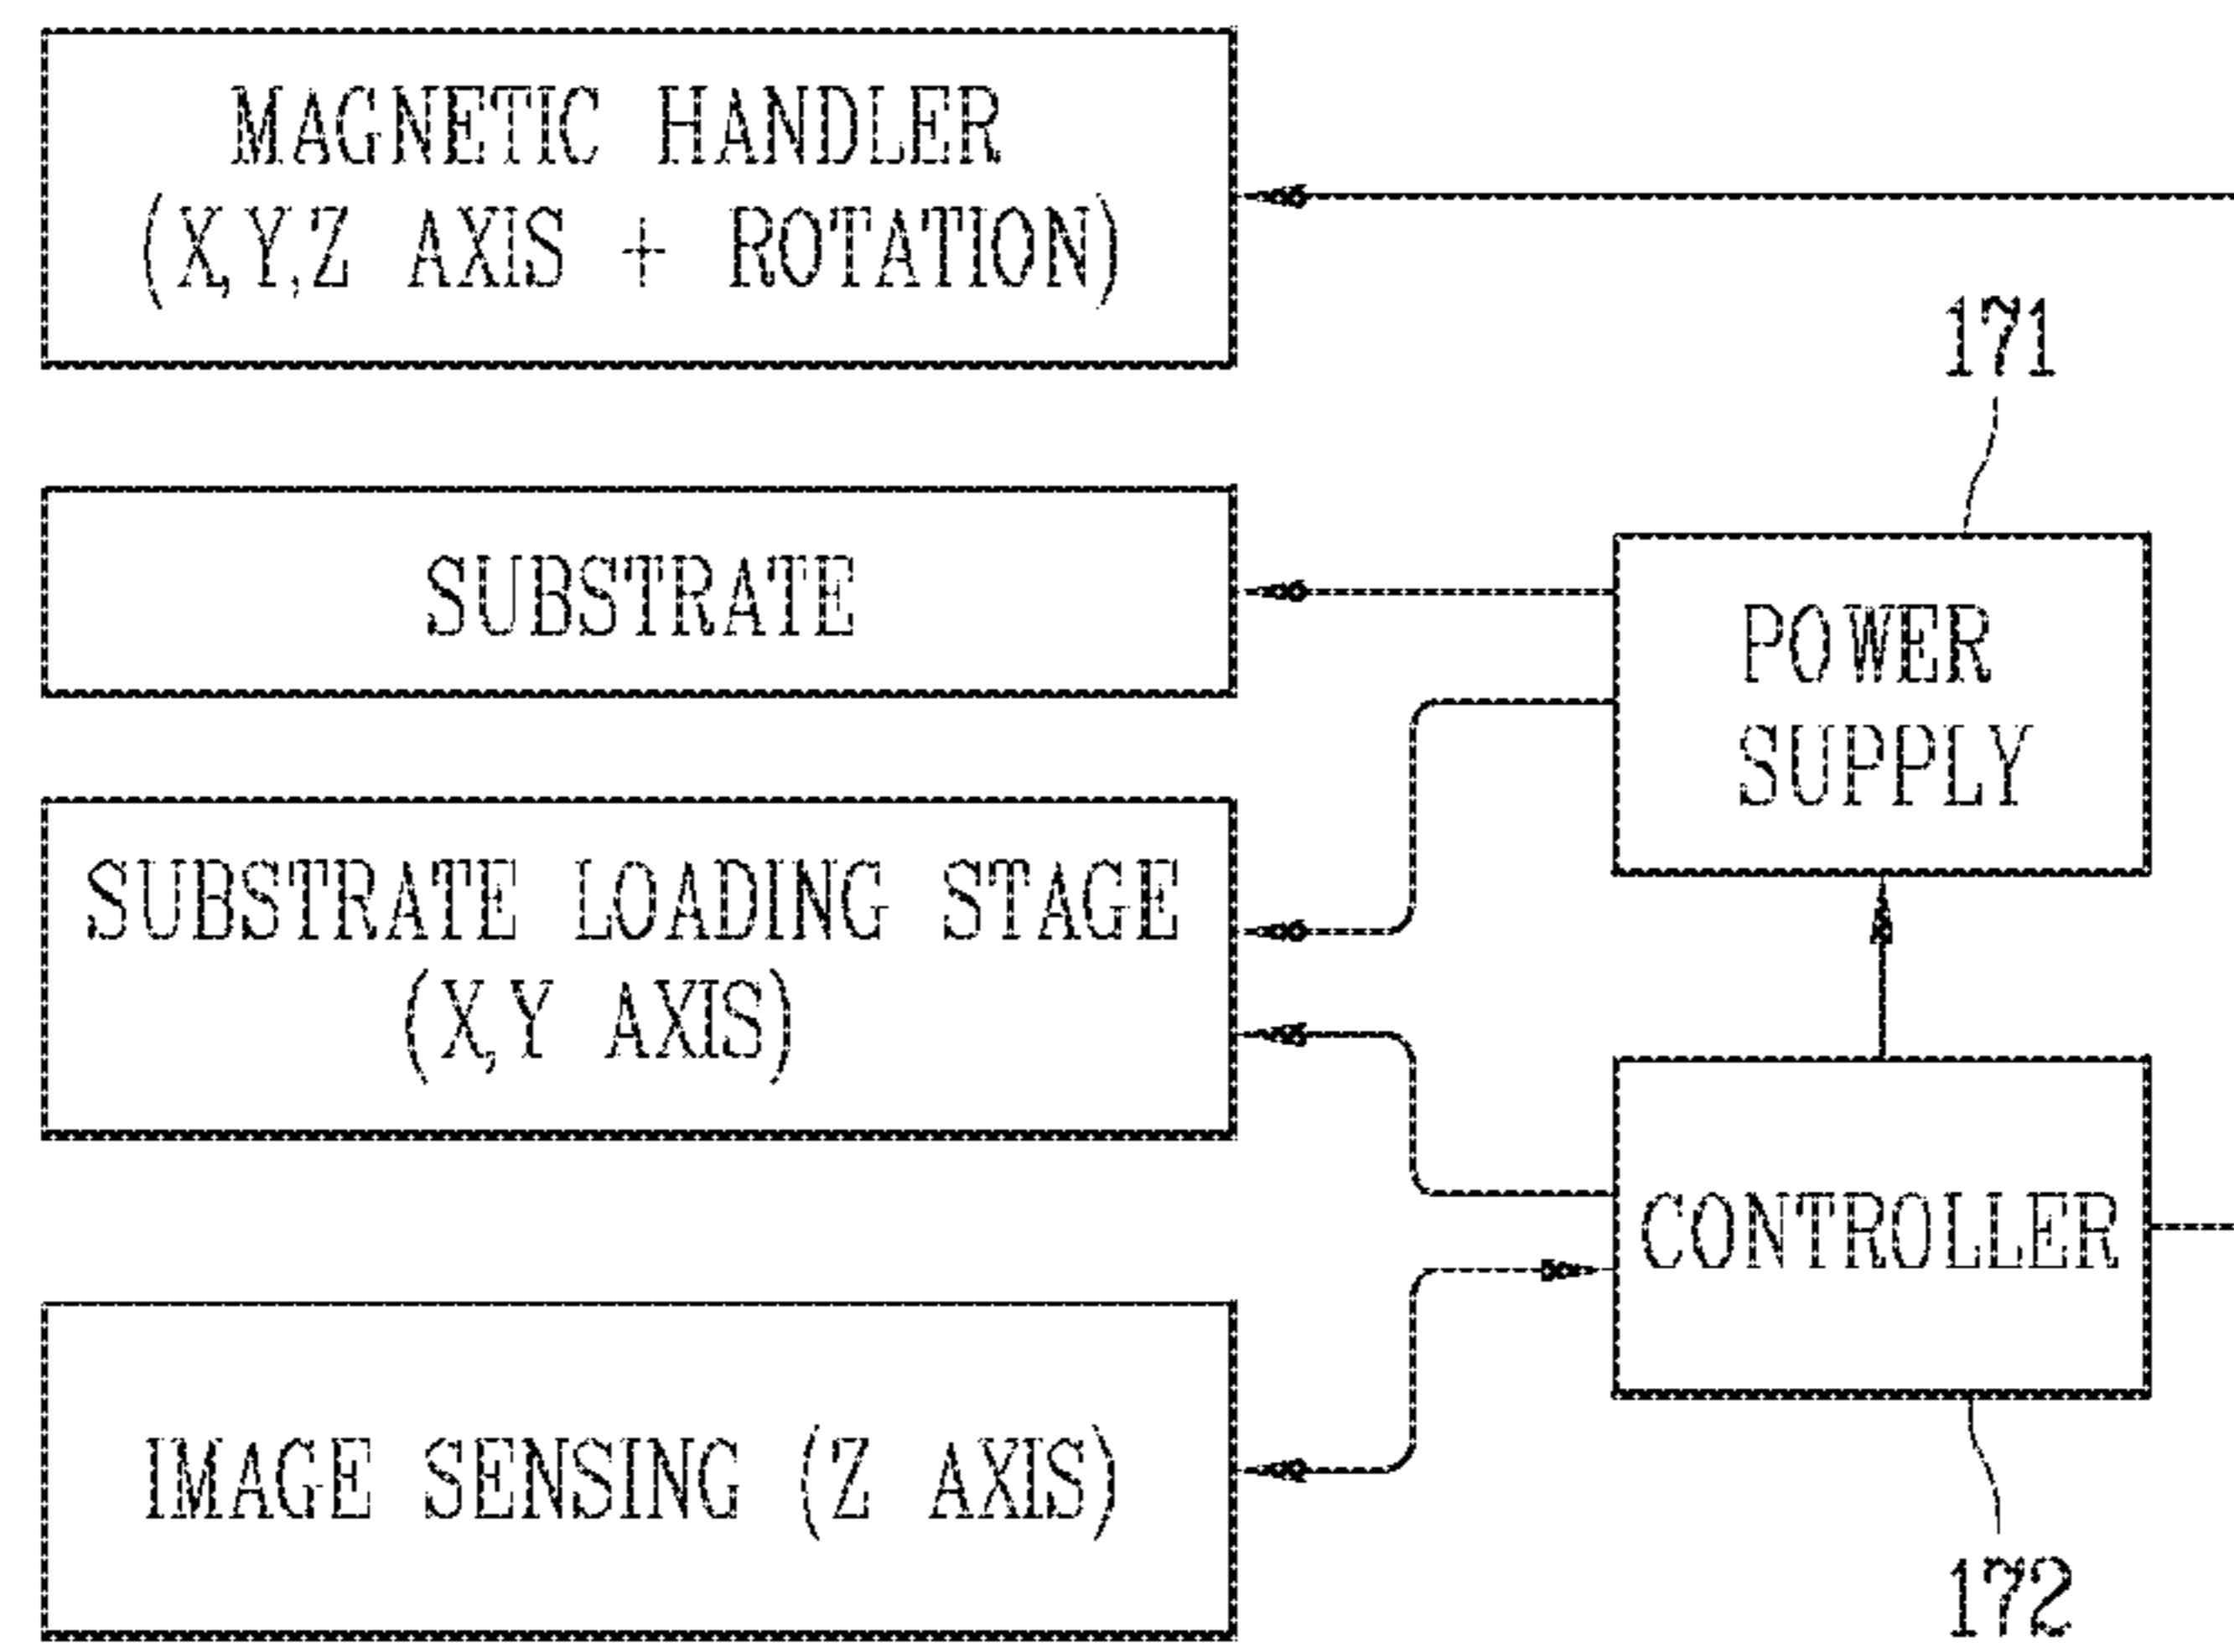 MAGNETIC HANDLER
(X,Y,Z AXIS + ROTATION)
171
SUBSTRATE
POWER
SUPPLY
SUBSTRATE LOADING STAGE
(X,Y AXIS)
CONTROLLER
IMAGE SENSING (Z AXIS)
172